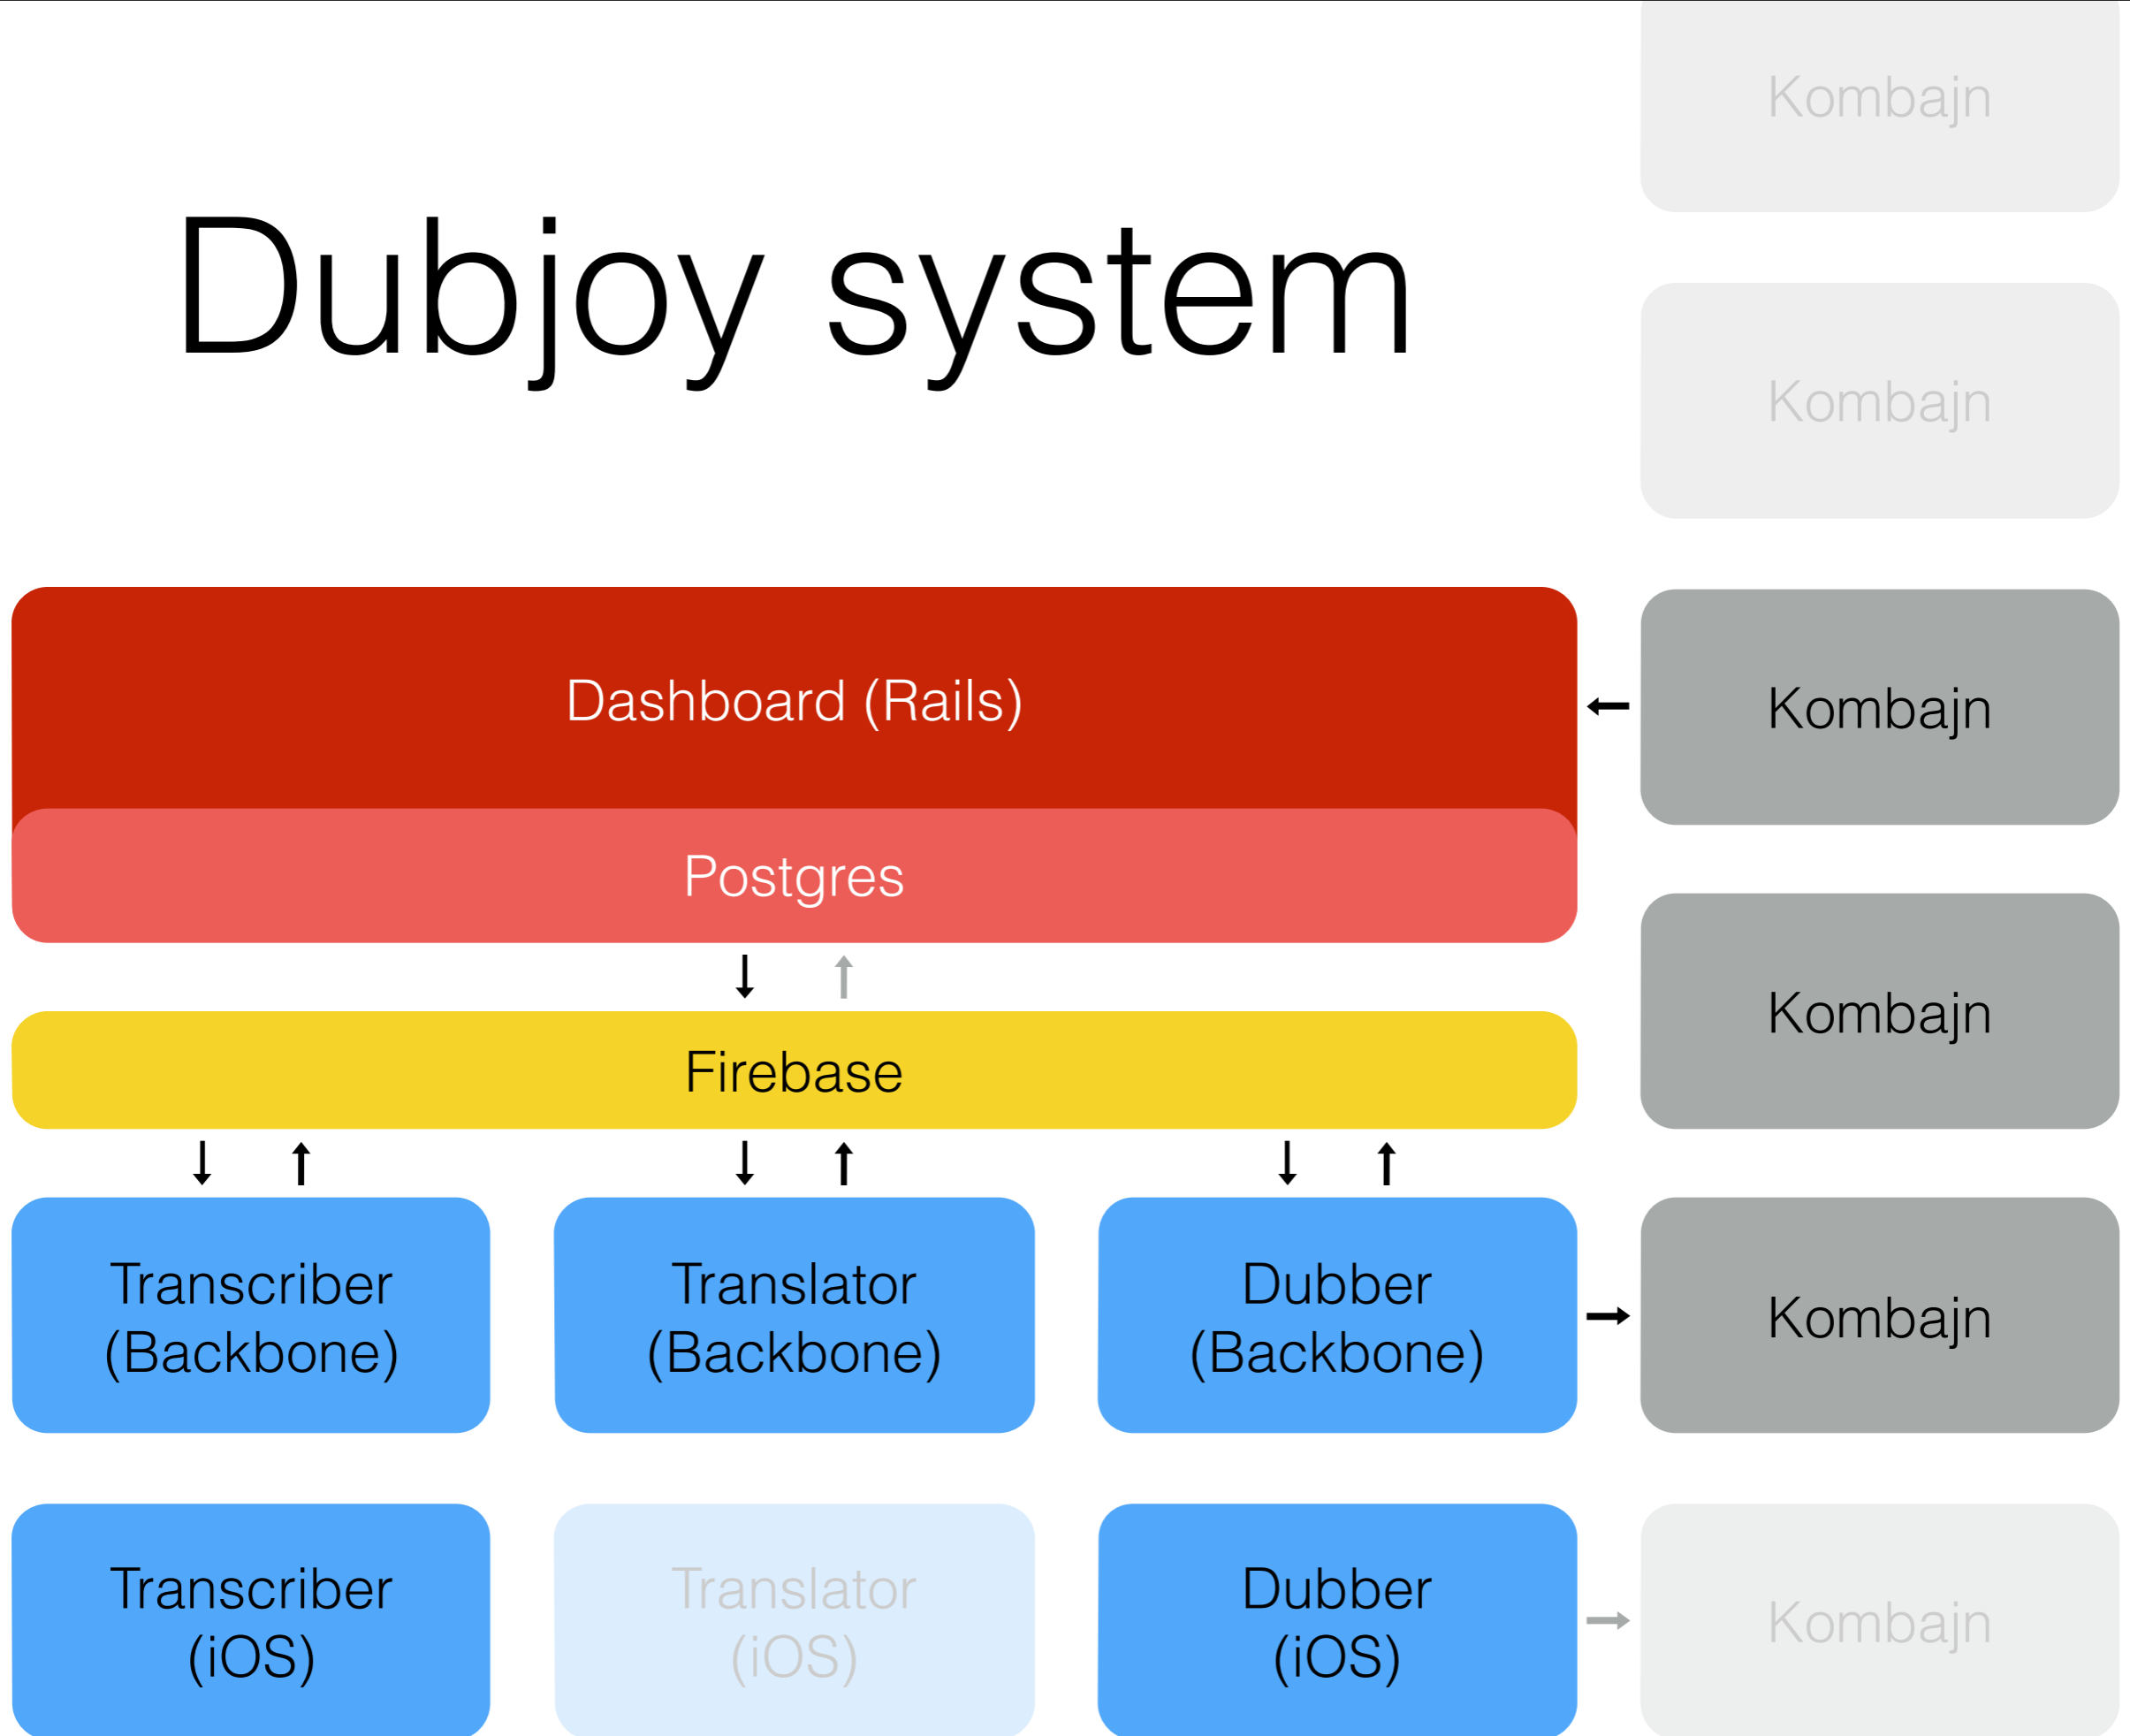 Kombajn
Dubjoy system
Kombajn
Dashboard (Rails)
Kombajn
Postgres
Kombajn
Firebase
Transcriber
(Backbone)
Translator
(Backbone)
Dubber
(Backbone)
Kombajn
Transcriber
(iOS)
Translator
(iOS)
Dubber
(iOS)
Kombajn